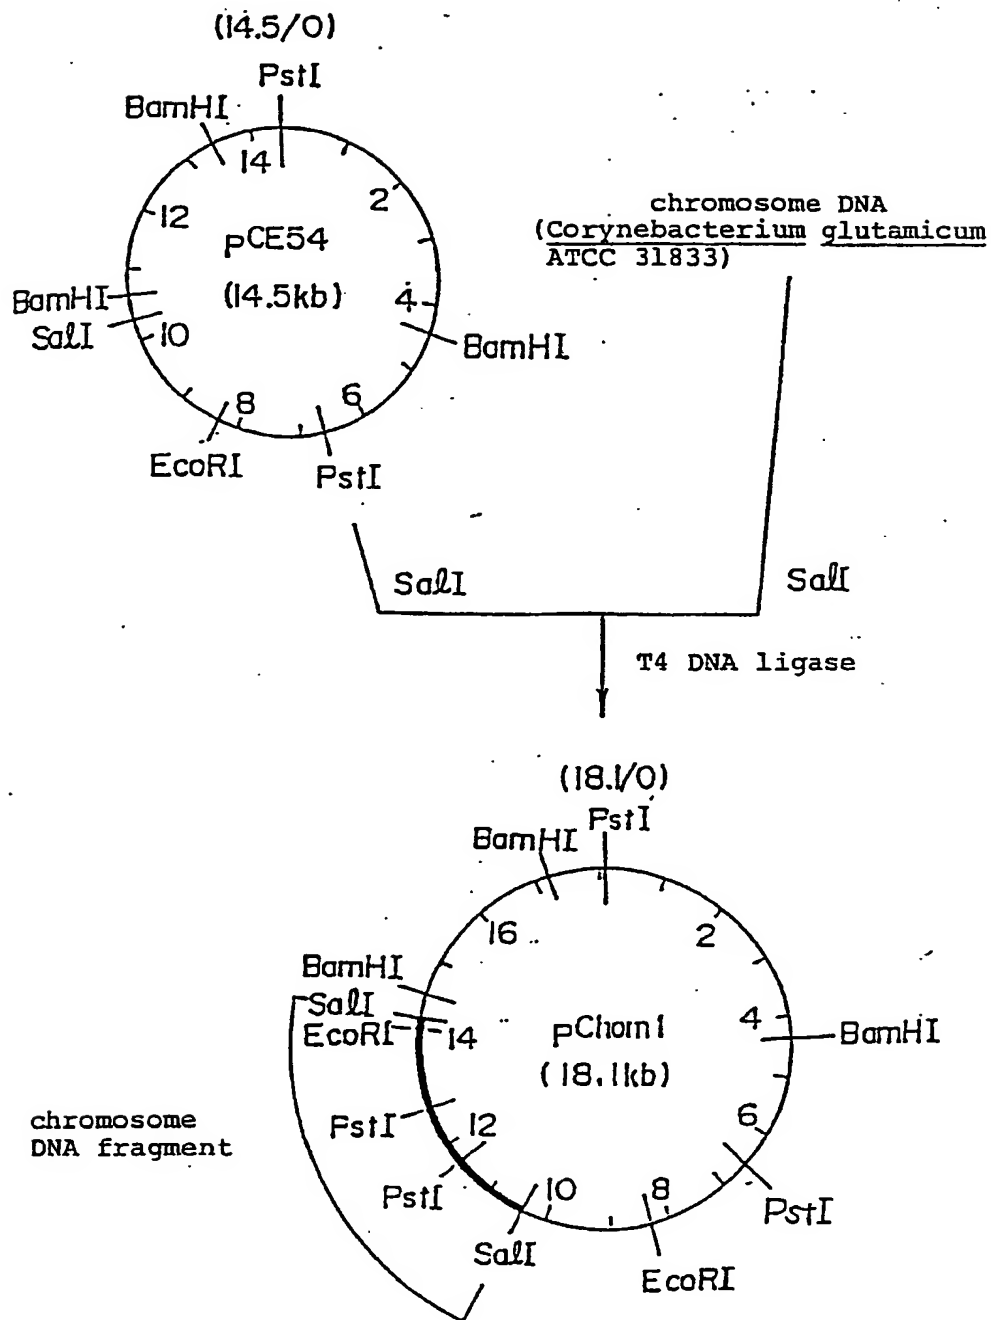 (14.5/0)
PstI
BamHI
14
2
12
pCE54
(14.5kb)
BamHI
4
SalI
10
BamHI
8
6
EcoRI
PstI
chromosome DNA
(Corynebacterium glutamicum
ATCC 31833)
SalI
SalI
T4 DNA ligase
(18.1/0)
PstI
BamHI
16
2
BamHI
SalI
EcoRI
14
pChom1
(18.1kb)
4
BamHI
chromosome
DNA fragment
PstI
12
6
PstI
10
8
PstI
SalI
EcoRI